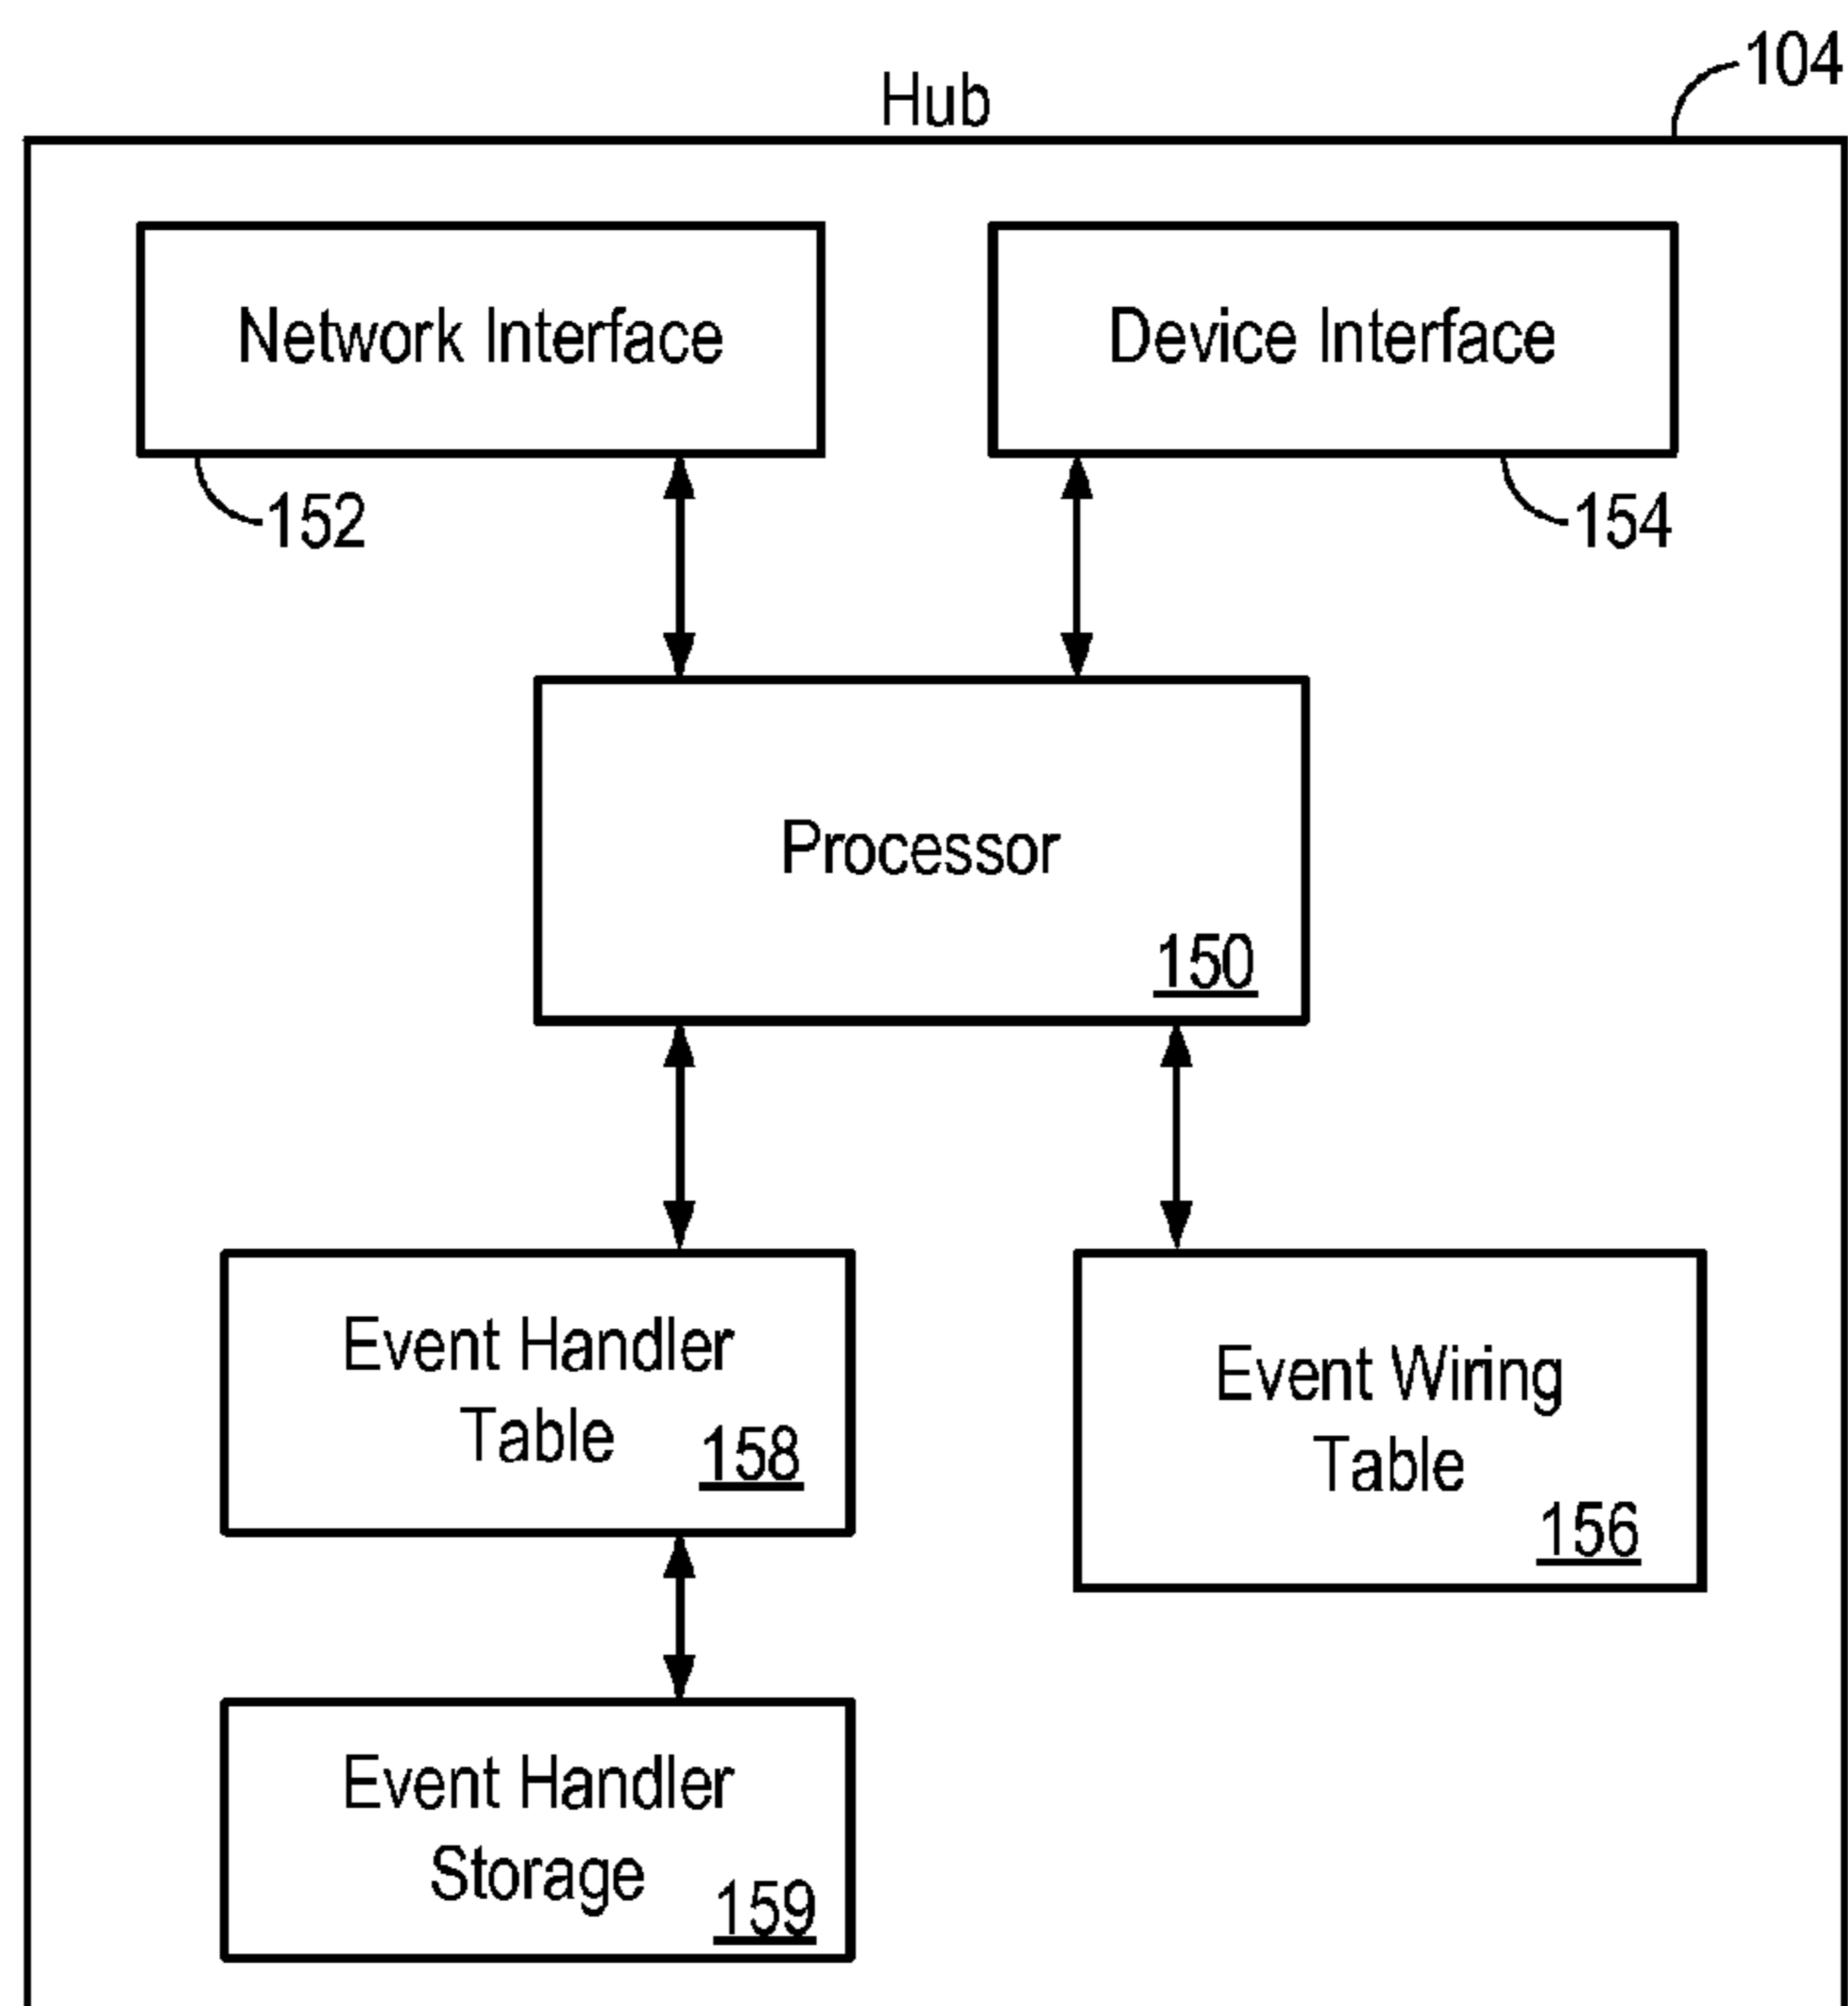 104
Hub
Network Interface
Device Interface
152
154
Processor
150
Event Handler
Table
158
Event Wiring
Table
156
Event Handler
Storage
159